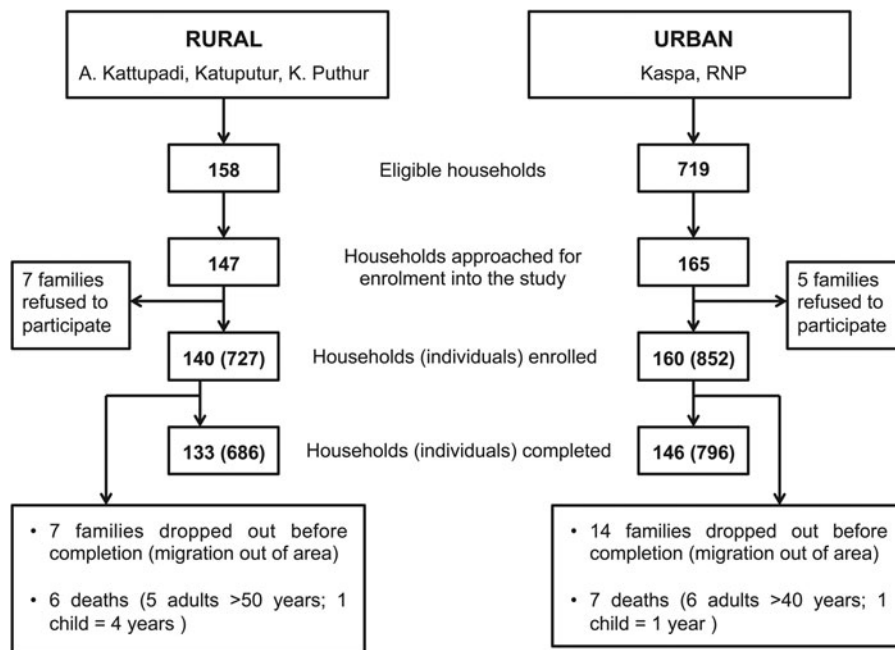 RURAL
A. Kattupadi, Katuputur, K. Puthur
URBAN
Kaspa, RNP
158
Eligible households
719
147
Households approached for
enrolment into the study
165
7 families
refused to
participate
5 families
refused to
participate
140 (727)
Households (individuals) enrolled
160 (852)
133 (686)
Households (individuals) completed
146 (796)
• 7 families dropped out before
completion (migration out of area)
• 6 deaths (5 adults >50 years; 1
child = 4 years )
• 14 families dropped out before
completion (migration out of area)
• 7 deaths (6 adults >40 years; 1
child = 1 year )